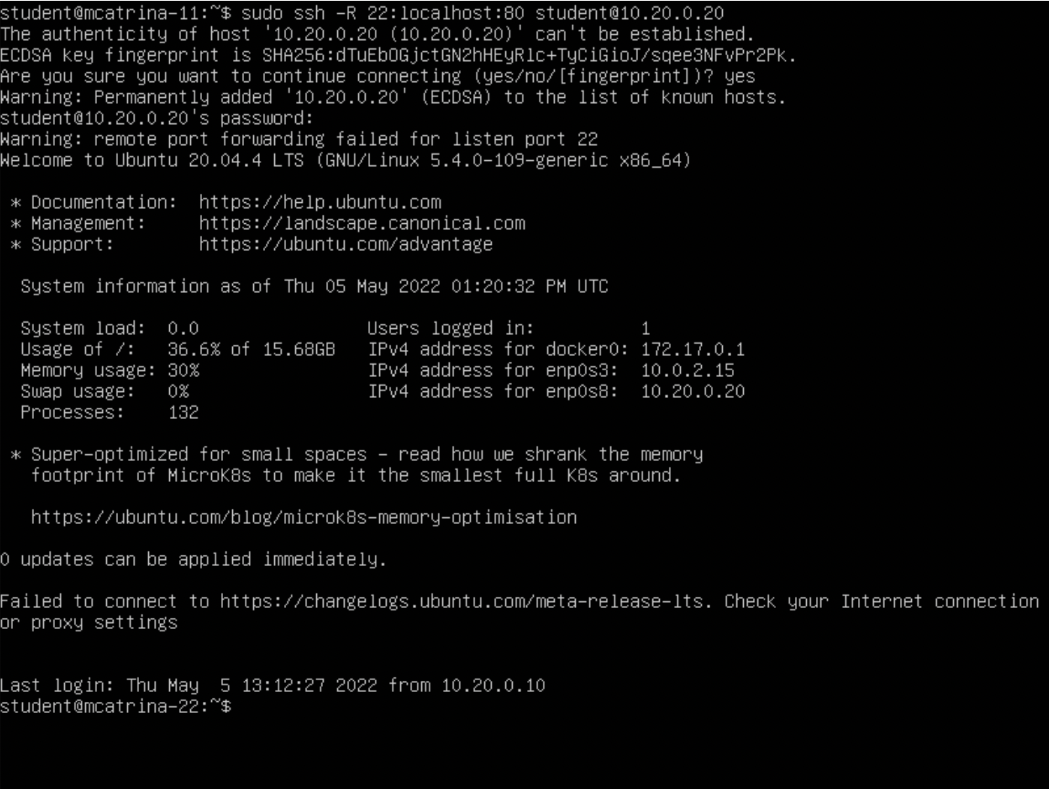 student@mcatrina-11:~$ sudo ssh -R 22:localhost:80 student@10.20.0.20
The authenticity of host '10.20.0.20 (10.20.0.20)' can't be established.
ECDSA key fingerprint is SHA256:dTuEbOGjctGN2hHEyRlc+TyCiGioJ/sqee3NFvPr2Pk.
Are you sure you want to continue connecting (yes/no/[fingerprint])? yes
Warning: Permanently added '10.20.0.20' (ECDSA) to the list of known hosts.
student@10.20.0.20's password:
Warning: remote port forwarding failed for listen port 22
Welcome to Ubuntu 20.04.4 LTS (GNU/Linux 5.4.0-109-generic x86_64)
* Documentation:  https://help.ubuntu.com
* Management:     https://landscape.canonical.com
* Support:        https://ubuntu.com/advantage
System information as of Thu 05 May 2022 01:20:32 PM UTC
System load:  0.0                Users logged in:          1
Usage of /:   36.6% of 15.68GB   IPv4 address for docker0: 172.17.0.1
Memory usage: 30%                IPv4 address for enp0s3:  10.0.2.15
Swap usage:   0%                 IPv4 address for enp0s8:  10.20.0.20
Processes:    132
* Super-optimized for small spaces - read how we shrank the memory
footprint of MicroK8s to make it the smallest full K8s around.
https://ubuntu.com/blog/microk8s-memory-optimisation
0 updates can be applied immediately.
Failed to connect to https://changelogs.ubuntu.com/meta-release-lts. Check your Internet connection
or proxy settings
Last login: Thu May  5 13:12:27 2022 from 10.20.0.10
student@mcatrina-22:~$